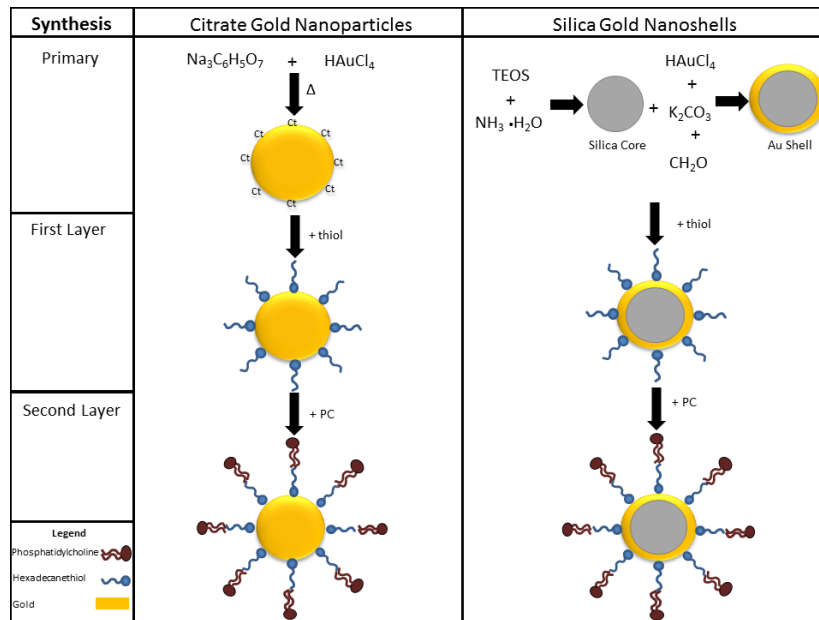 Synthesis
Citrate Gold Nanoparticles
Silica Gold Nanoshells
Primary
Na₃C₆H₅O₇ + HAuCl₄
Δ
Ct
Ct Ct
Ct Ct
Ct Ct
Ct
TEOS
+
NH₃ •H₂O
Silica Core
+
HAuCl₄
+
K₂CO₃
+
CH₂O
Au Shell
First Layer
+ thiol
+ thiol
Second Layer
+ PC
+ PC
Legend
Phosphatidylcholine
Hexadecanethiol
Gold